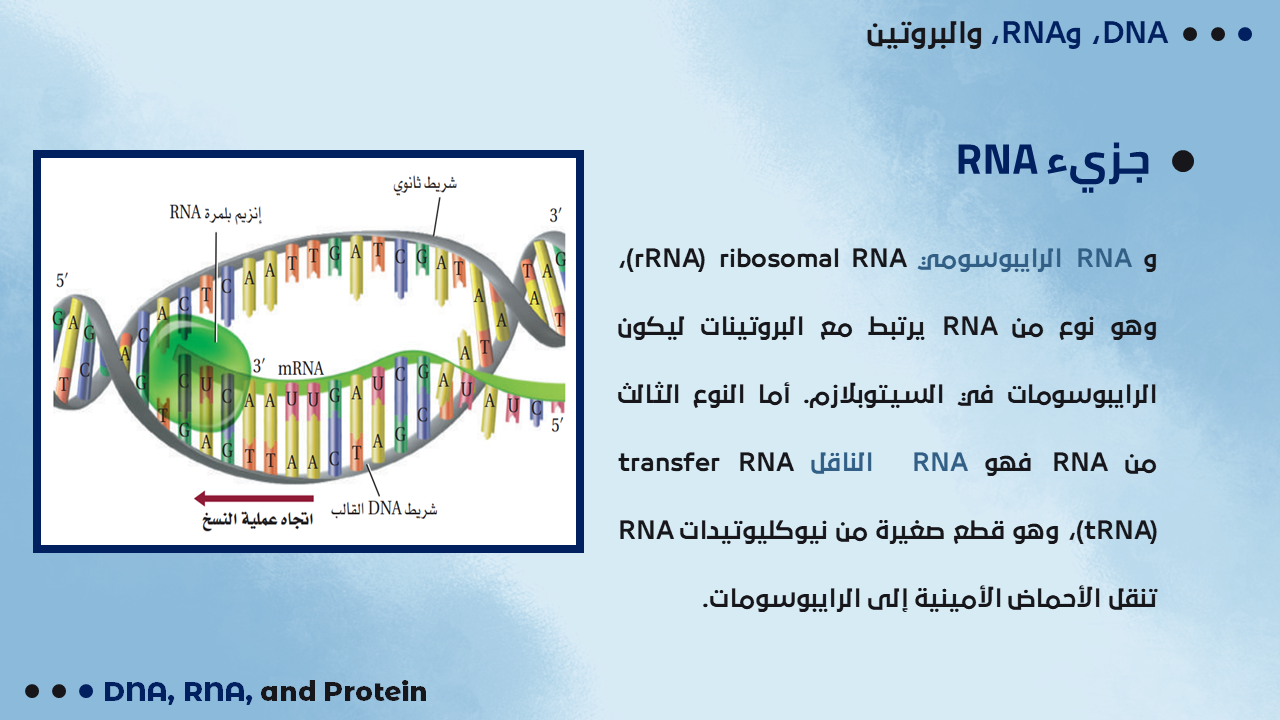 DNA، وRNA، والبروتين
جزيء RNA
و RNA الرايبوسومي ribosomal RNA (rRNA)،
وهو نوع من RNA يرتبط مع البروتينات ليكون
الرايبوسومات في السيتوبلازم. أما النوع الثالث
من RNA فهو RNA الناقل transfer RNA
(tRNA)، وهو قطع صغيرة من نيوكليوتيدات RNA
تنقل الأحماض الأمينية إلى الرايبوسومات.
شريط ثانوي
إنزيم بلمرة RNA
3′
5′
G A G T C A G C A C T C A A T T G A T C G A T A A T A T A G T
3′ mRNA
C U C A A U U G A U C G A U A U C
5′
T G A G T T A A C T A G C A T
شريط DNA القالب
اتجاه عملية النسخ
DNA, RNA, and Protein